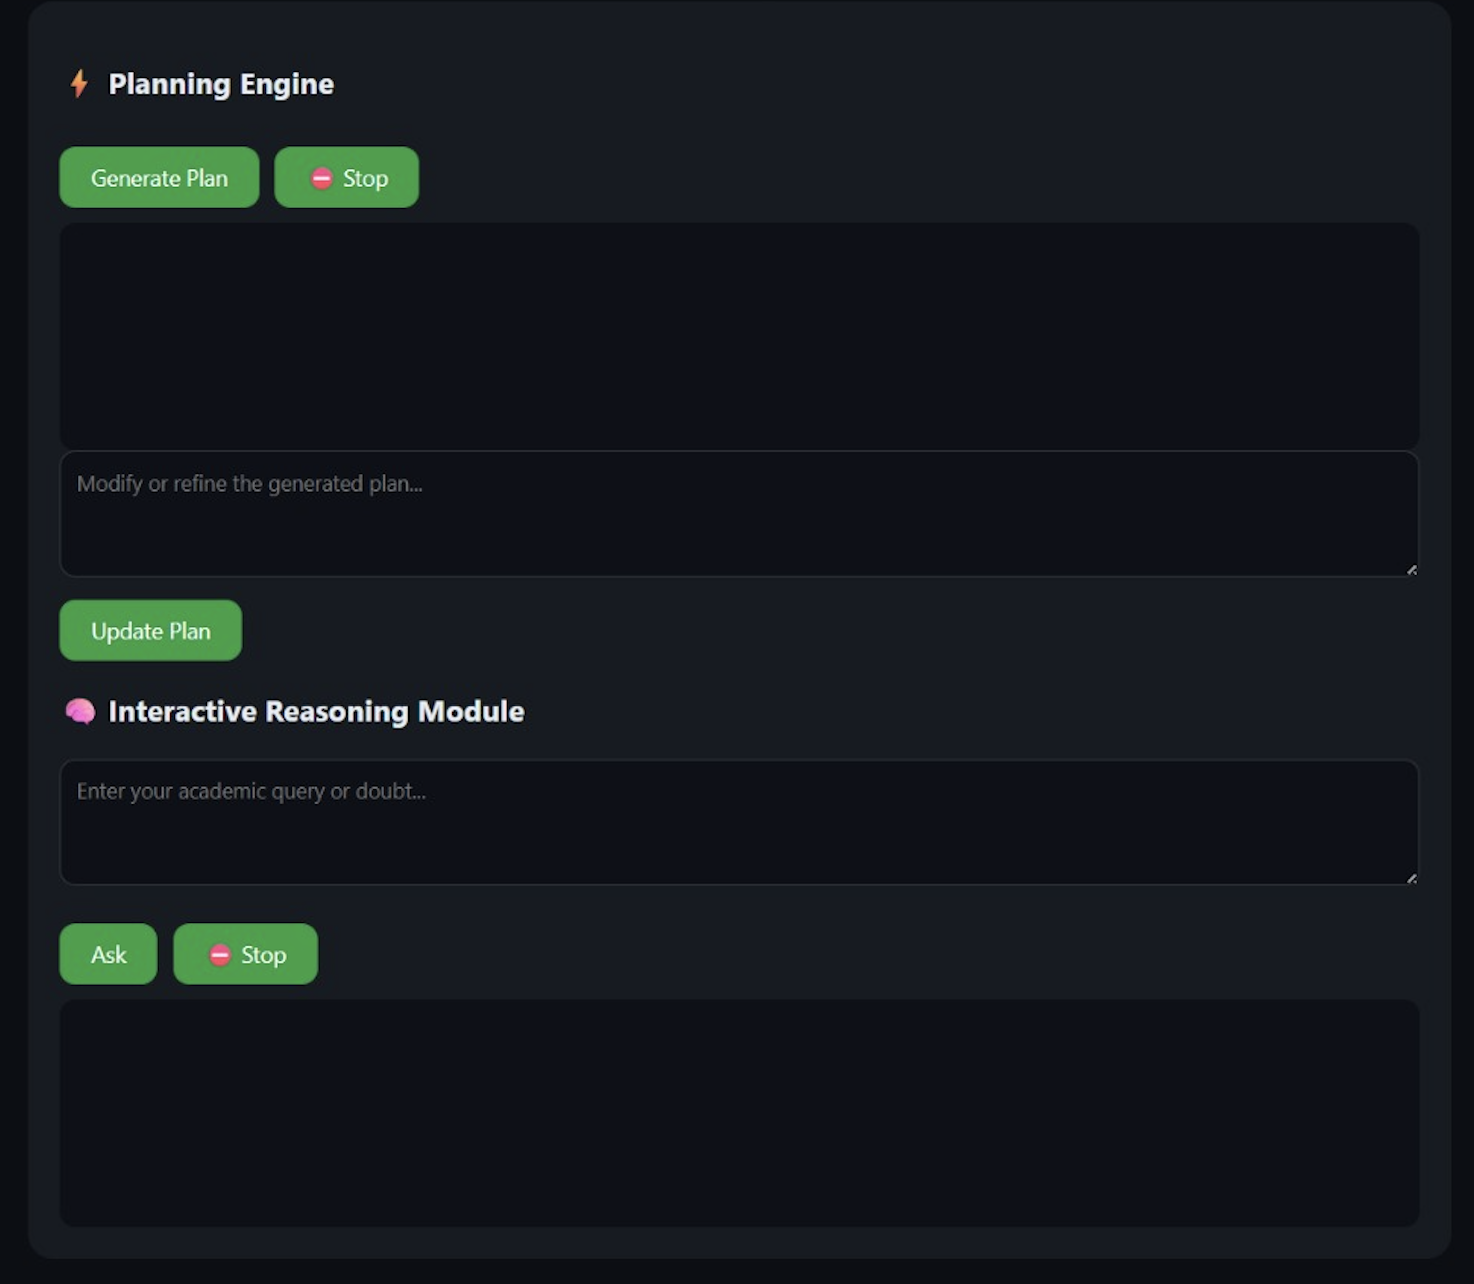 ⚡ Planning Engine
Generate Plan
⛔ Stop
Modify or refine the generated plan...
Update Plan
🧠 Interactive Reasoning Module
Enter your academic query or doubt...
Ask
⛔ Stop